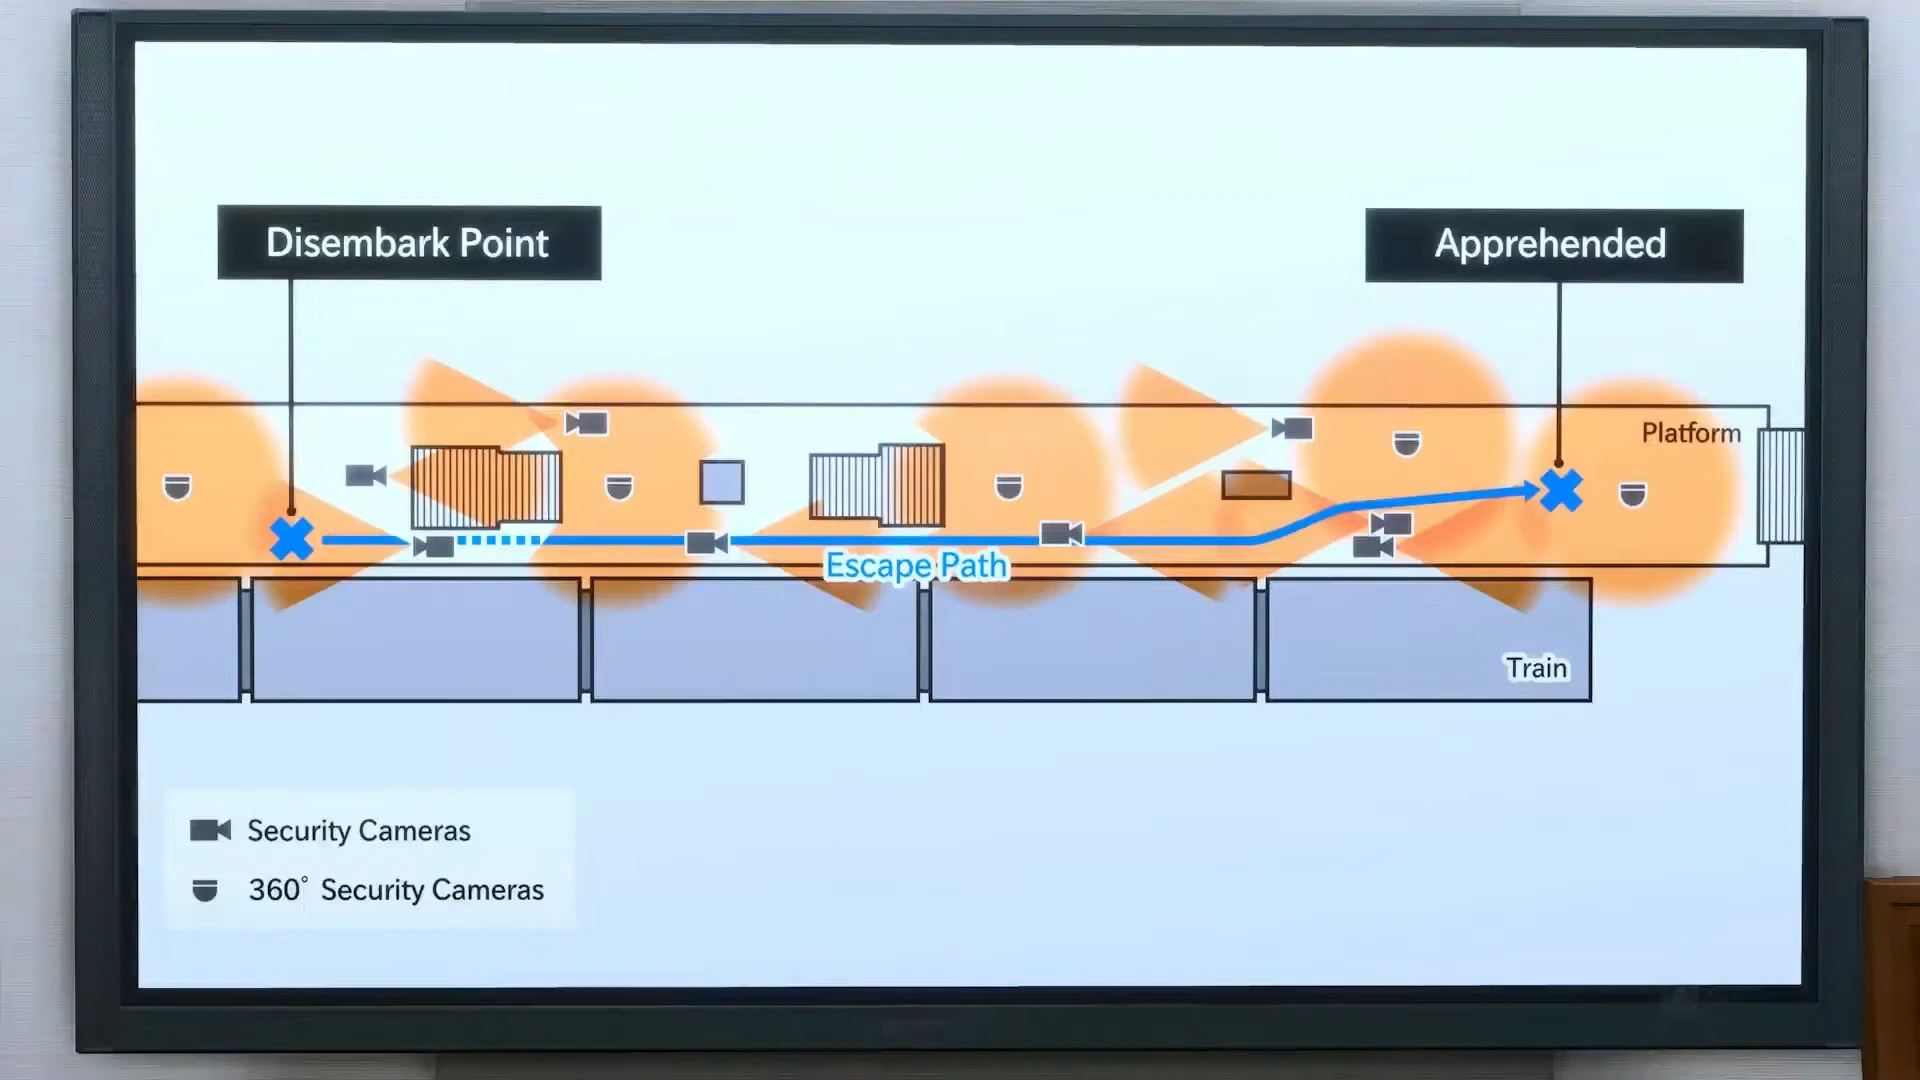 Disembark Point
Apprehended
Platform
Escape Path
Train
Security Cameras
360° Security Cameras